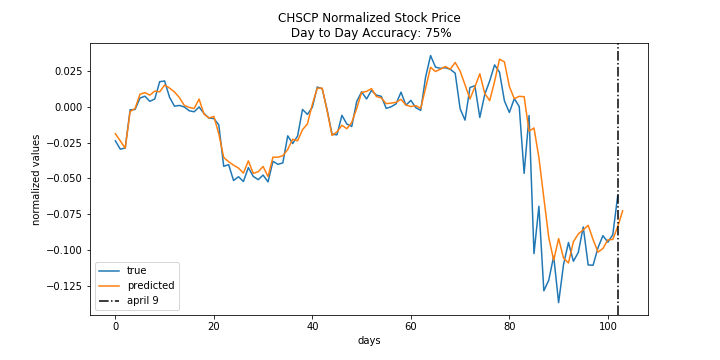 CHSCP Normalized Stock Price
Day to Day Accuracy: 75%
normalized values
0.025
0.000
−0.025
−0.050
−0.075
−0.100
−0.125
true
predicted
april 9
0 20 40 60 80 100
days